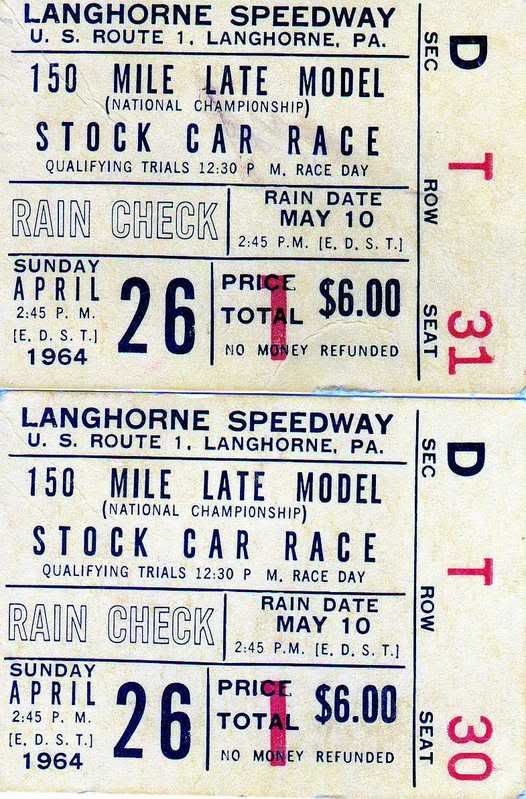 LANGHORNE SPEEDWAY
U. S. ROUTE 1, LANGHORNE, PA.
150 MILE LATE MODEL
(NATIONAL CHAMPIONSHIP)
STOCK CAR RACE
QUALIFYING TRIALS 12:30 P M. RACE DAY
RAIN CHECK
RAIN DATE
MAY 10
2:45 P.M. [E. D. S. T.]
SUNDAY
APRIL
2:45 P. M.
[E. D. S. T.]
1964
26
PRICE
TOTAL
$6.00
1
NO MONEY REFUNDED
SEC D
ROW T
SEAT 31
LANGHORNE SPEEDWAY
U. S. ROUTE 1, LANGHORNE, PA.
150 MILE LATE MODEL
(NATIONAL CHAMPIONSHIP)
STOCK CAR RACE
QUALIFYING TRIALS 12:30 P M. RACE DAY
RAIN CHECK
RAIN DATE
MAY 10
2:45 P.M. [E. D. S. T.]
SUNDAY
APRIL
2:45 P. M.
[E. D. S. T.]
1964
26
PRICE
TOTAL
$6.00
1
NO MONEY REFUNDED
SEC D
ROW T
SEAT 30